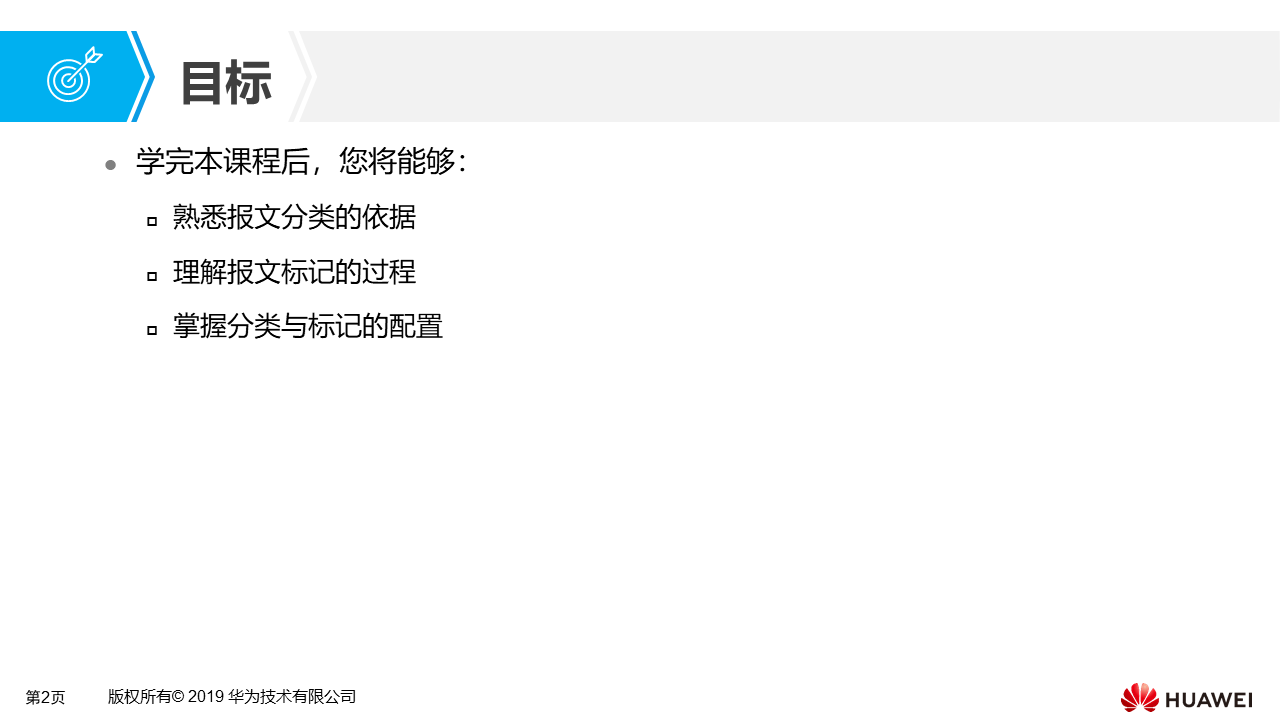 目标
学完本课程后，您将能够：
熟悉报文分类的依据
理解报文标记的过程
掌握分类与标记的配置
第2页
版权所有© 2019 华为技术有限公司
HUAWEI